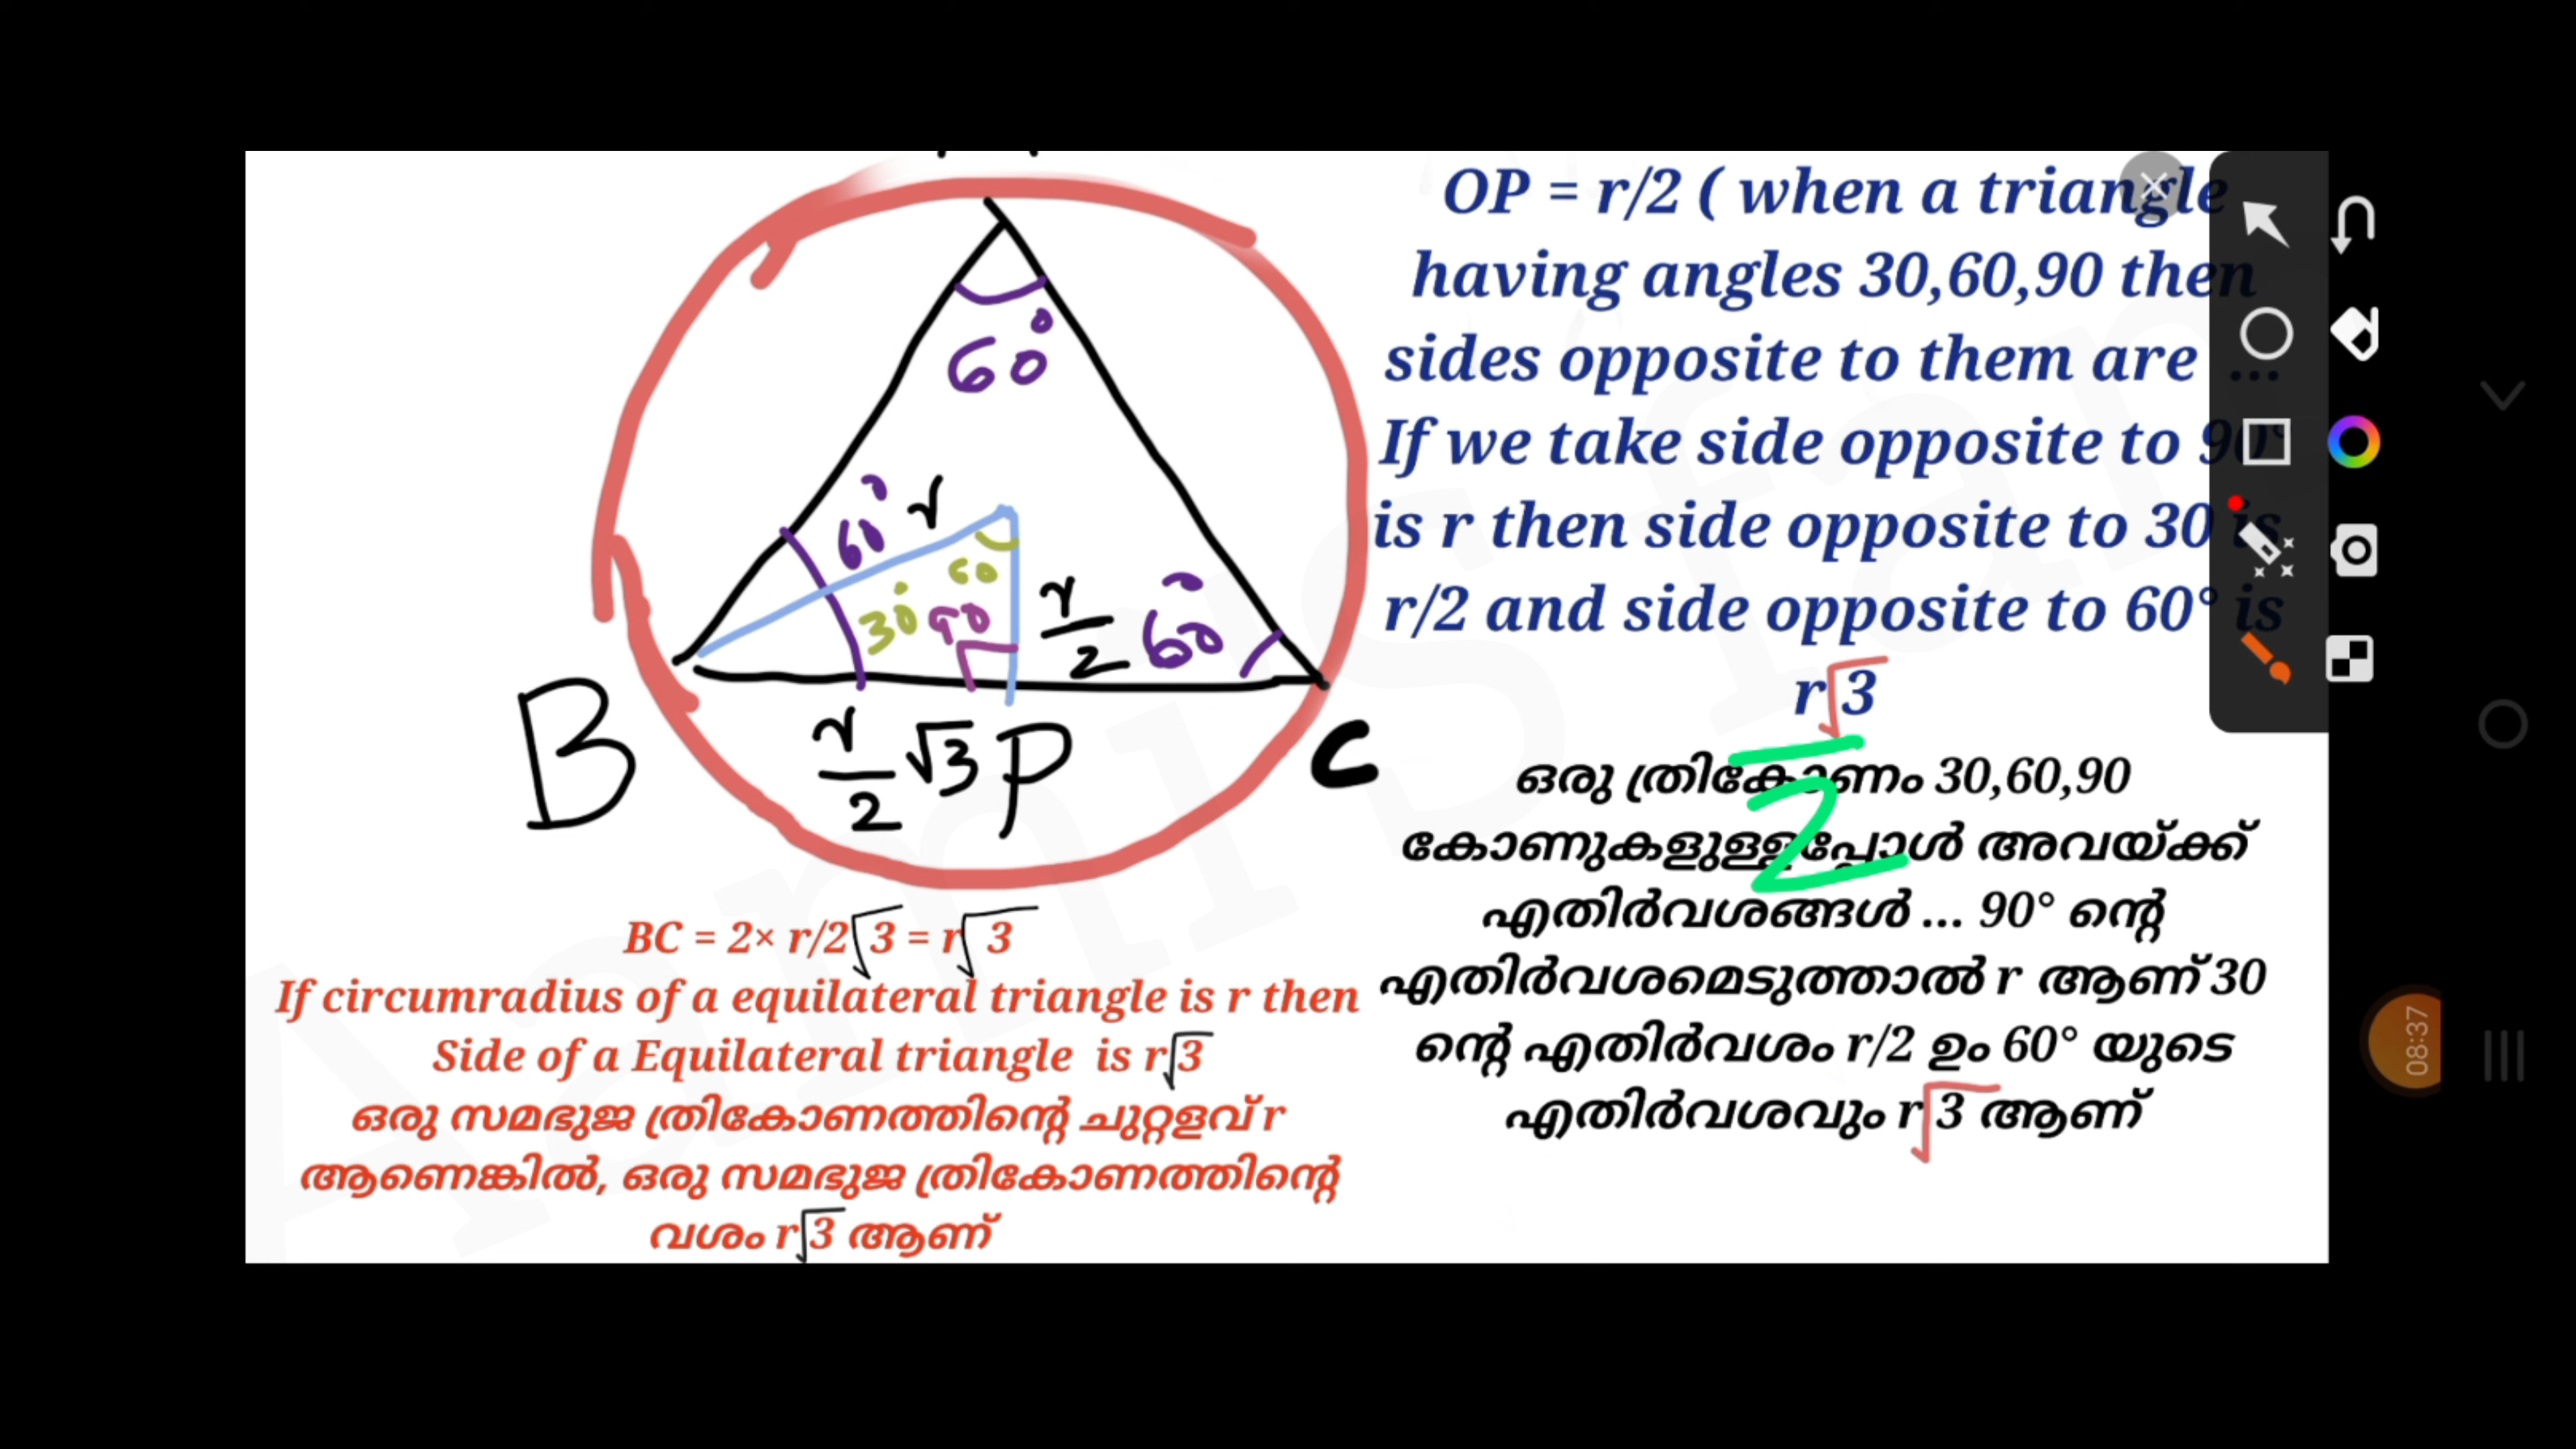 60°
60° r
60
30° 90 r/2 60°
B r/2 √3 P C
BC = 2× r/2√3 = r√3
If circumradius of a equilateral triangle is r then
Side of a Equilateral triangle is r√3
ഒരു സമഭുജ ത്രികോണത്തിന്റെ ചുറ്റളവ് r
ആണെങ്കിൽ, ഒരു സമഭുജ ത്രികോണത്തിന്റെ
വശം r√3 ആണ്
OP = r/2 ( when a triangle
having angles 30,60,90 then
sides opposite to them are ...
If we take side opposite to 90°
is r then side opposite to 30 is
r/2 and side opposite to 60° is
r√3
2
ഒരു ത്രികോണം 30,60,90
കോണുകളുള്ളപ്പോൾ അവയ്ക്ക്
എതിർവശങ്ങൾ ... 90° ന്റെ
എതിർവശമെടുത്താൽ r ആണ് 30
ന്റെ എതിർവശം r/2 ഉം 60° യുടെ
എതിർവശവും r√3 ആണ്
08:37